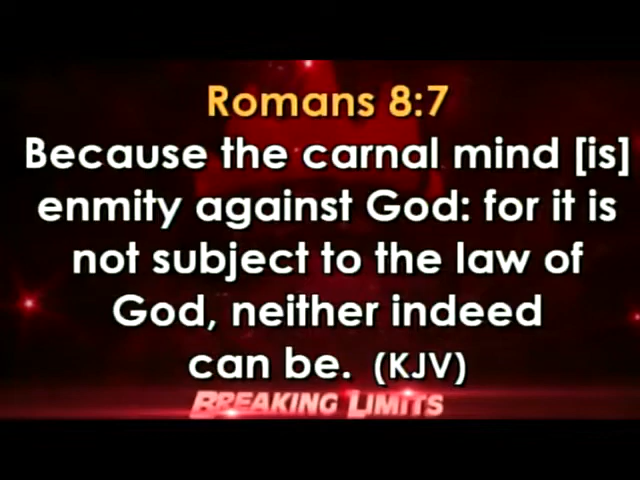 Romans 8:7
Because the carnal mind [is]
enmity against God: for it is
not subject to the law of
God, neither indeed
can be. (KJV)
BREAKING LIMITS